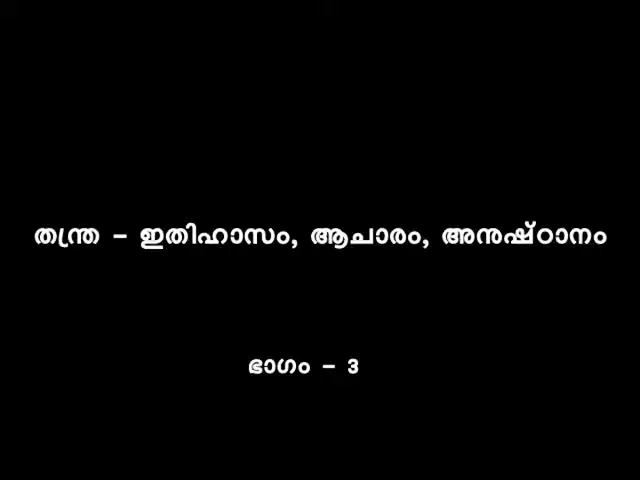 തന്ത്ര - ഇതിഹാസം, ആചാരം, അനുഷ്ഠാനം
ഭാഗം - 3